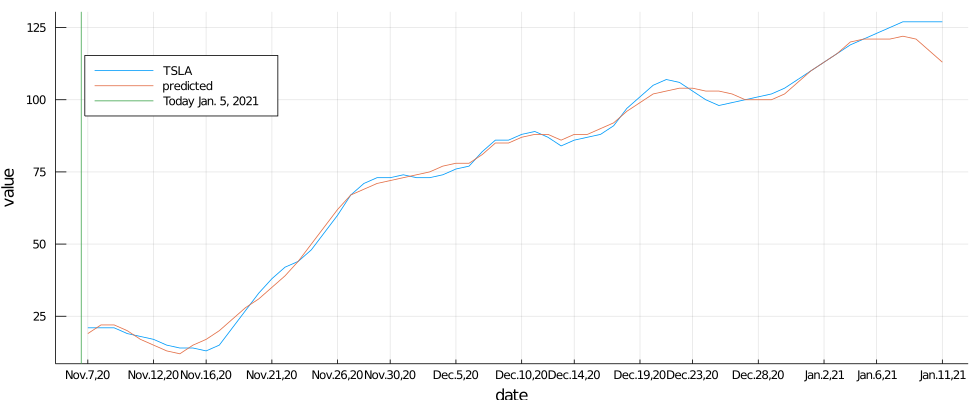 125
100
75
50
25
value
TSLA
predicted
Today Jan. 5, 2021
Nov.7,20 Nov.12,20 Nov.16,20 Nov.21,20 Nov.26,20 Nov.30,20 Dec.5,20 Dec.10,20 Dec.14,20 Dec.19,20 Dec.23,20 Dec.28,20 Jan.2,21 Jan.6,21 Jan.11,21
date